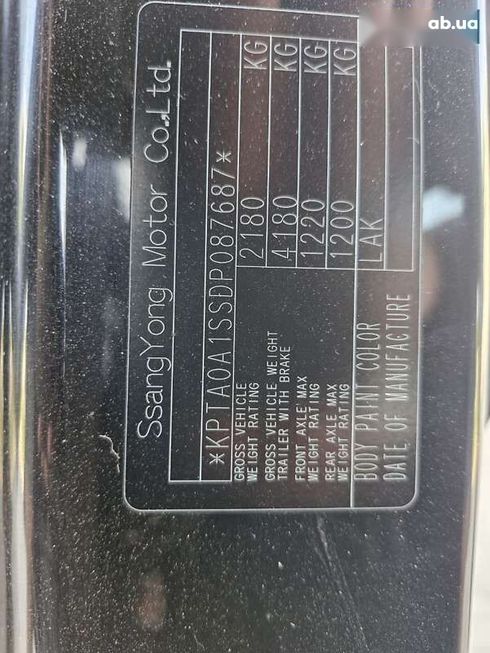 ab.ua
SsangYong Motor Co.,Ltd.
*KPTA0A1SSDP087687*
GROSS VEHICLE
WEIGHT RATING 2180 KG
GROSS VEHICLE WEIGHT
TRAILER WITH BRAKE 4180 KG
FRONT AXLE MAX
WEIGHT RATING 1220 KG
REAR AXLE MAX
WEIGHT RATING 1200 KG
BODY PAINT COLOR LAK
DATE OF MANUFACTURE